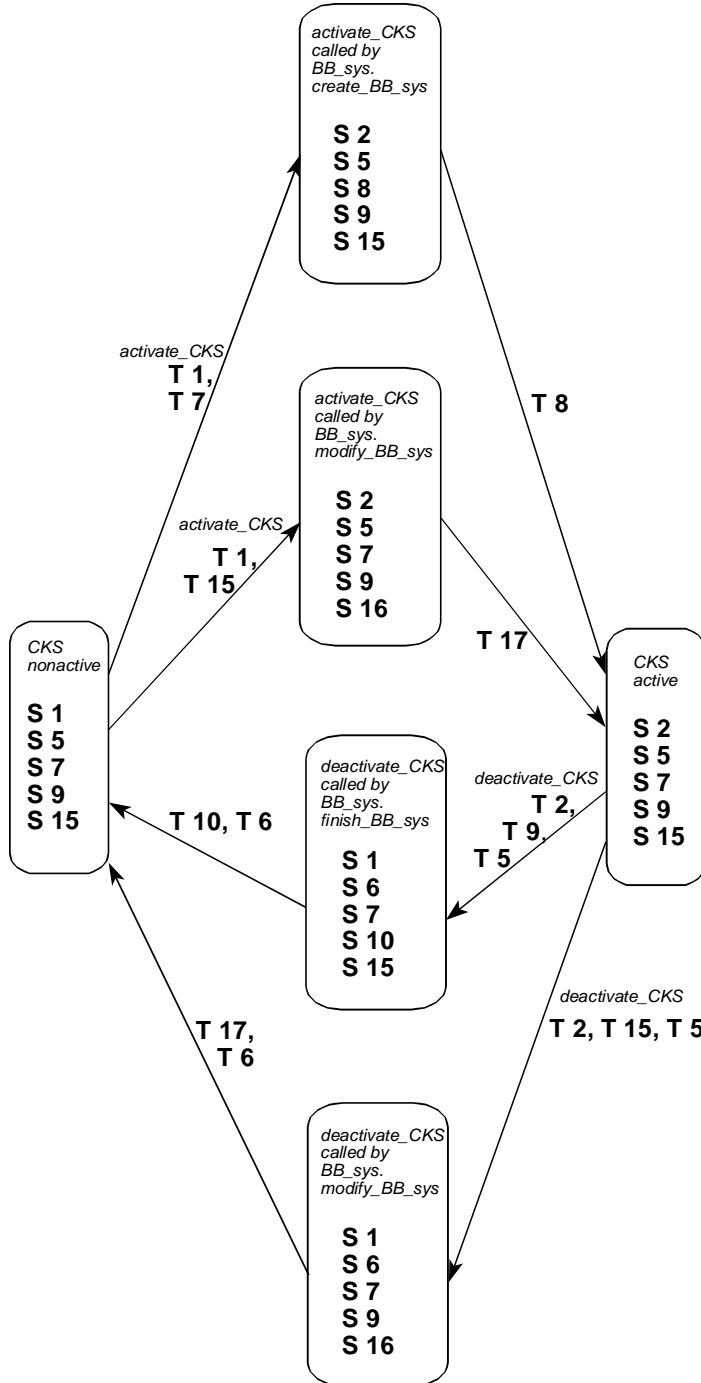 activate_CKS
called by
BB_sys.
create_BB_sys
S 2
S 5
S 8
S 9
S 15
activate_CKS
T 1,
T 7
activate_CKS
called by
BB_sys.
modify_BB_sys
S 2
S 5
S 7
S 9
S 16
T 8
activate_CKS
T 1,
T 15
T 17
CKS
nonactive
S 1
S 5
S 7
S 9
S 15
CKS
active
S 2
S 5
S 7
S 9
S 15
deactivate_CKS
called by
BB_sys.
finish_BB_sys
S 1
S 6
S 7
S 10
S 15
deactivate_CKS
T 2,
T 9,
T 5
T 10, T 6
deactivate_CKS
T 2, T 15, T 5
T 17,
T 6
deactivate_CKS
called by
BB_sys.
modify_BB_sys
S 1
S 6
S 7
S 9
S 16